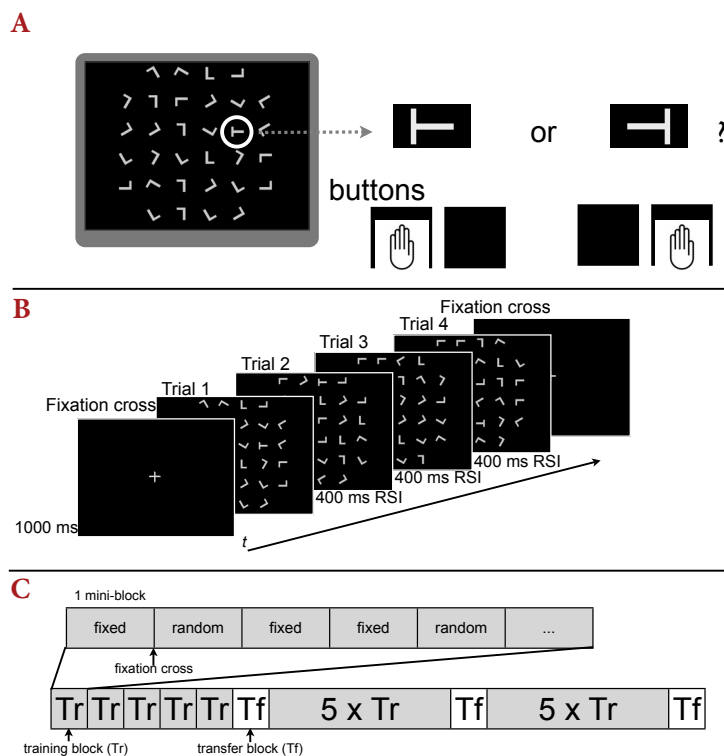 A
or
?
buttons
B
Fixation cross
Trial 4
Trial 3
Trial 2
Trial 1
Fixation cross
400 ms RSI
400 ms RSI
400 ms RSI
1000 ms
t
C
1 mini-block
fixed random fixed fixed random ...
fixation cross
Tr Tr Tr Tr Tr Tf 5 x Tr Tf 5 x Tr Tf
training block (Tr) transfer block (Tf)